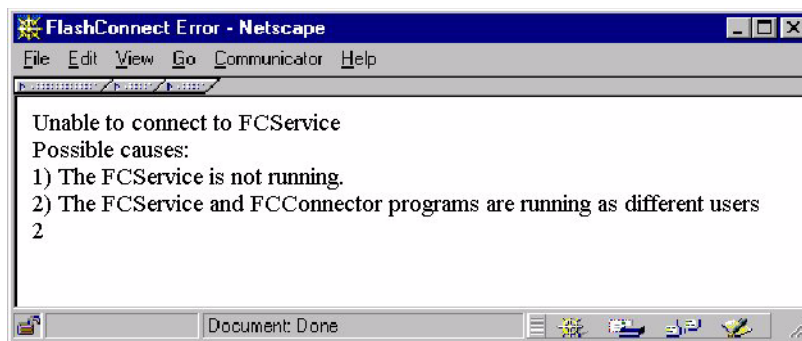 FlashConnect Error - Netscape
File Edit View Go Communicator Help
Unable to connect to FCService
Possible causes:
1) The FCService is not running.
2) The FCService and FCConnector programs are running as different users
2
Document: Done